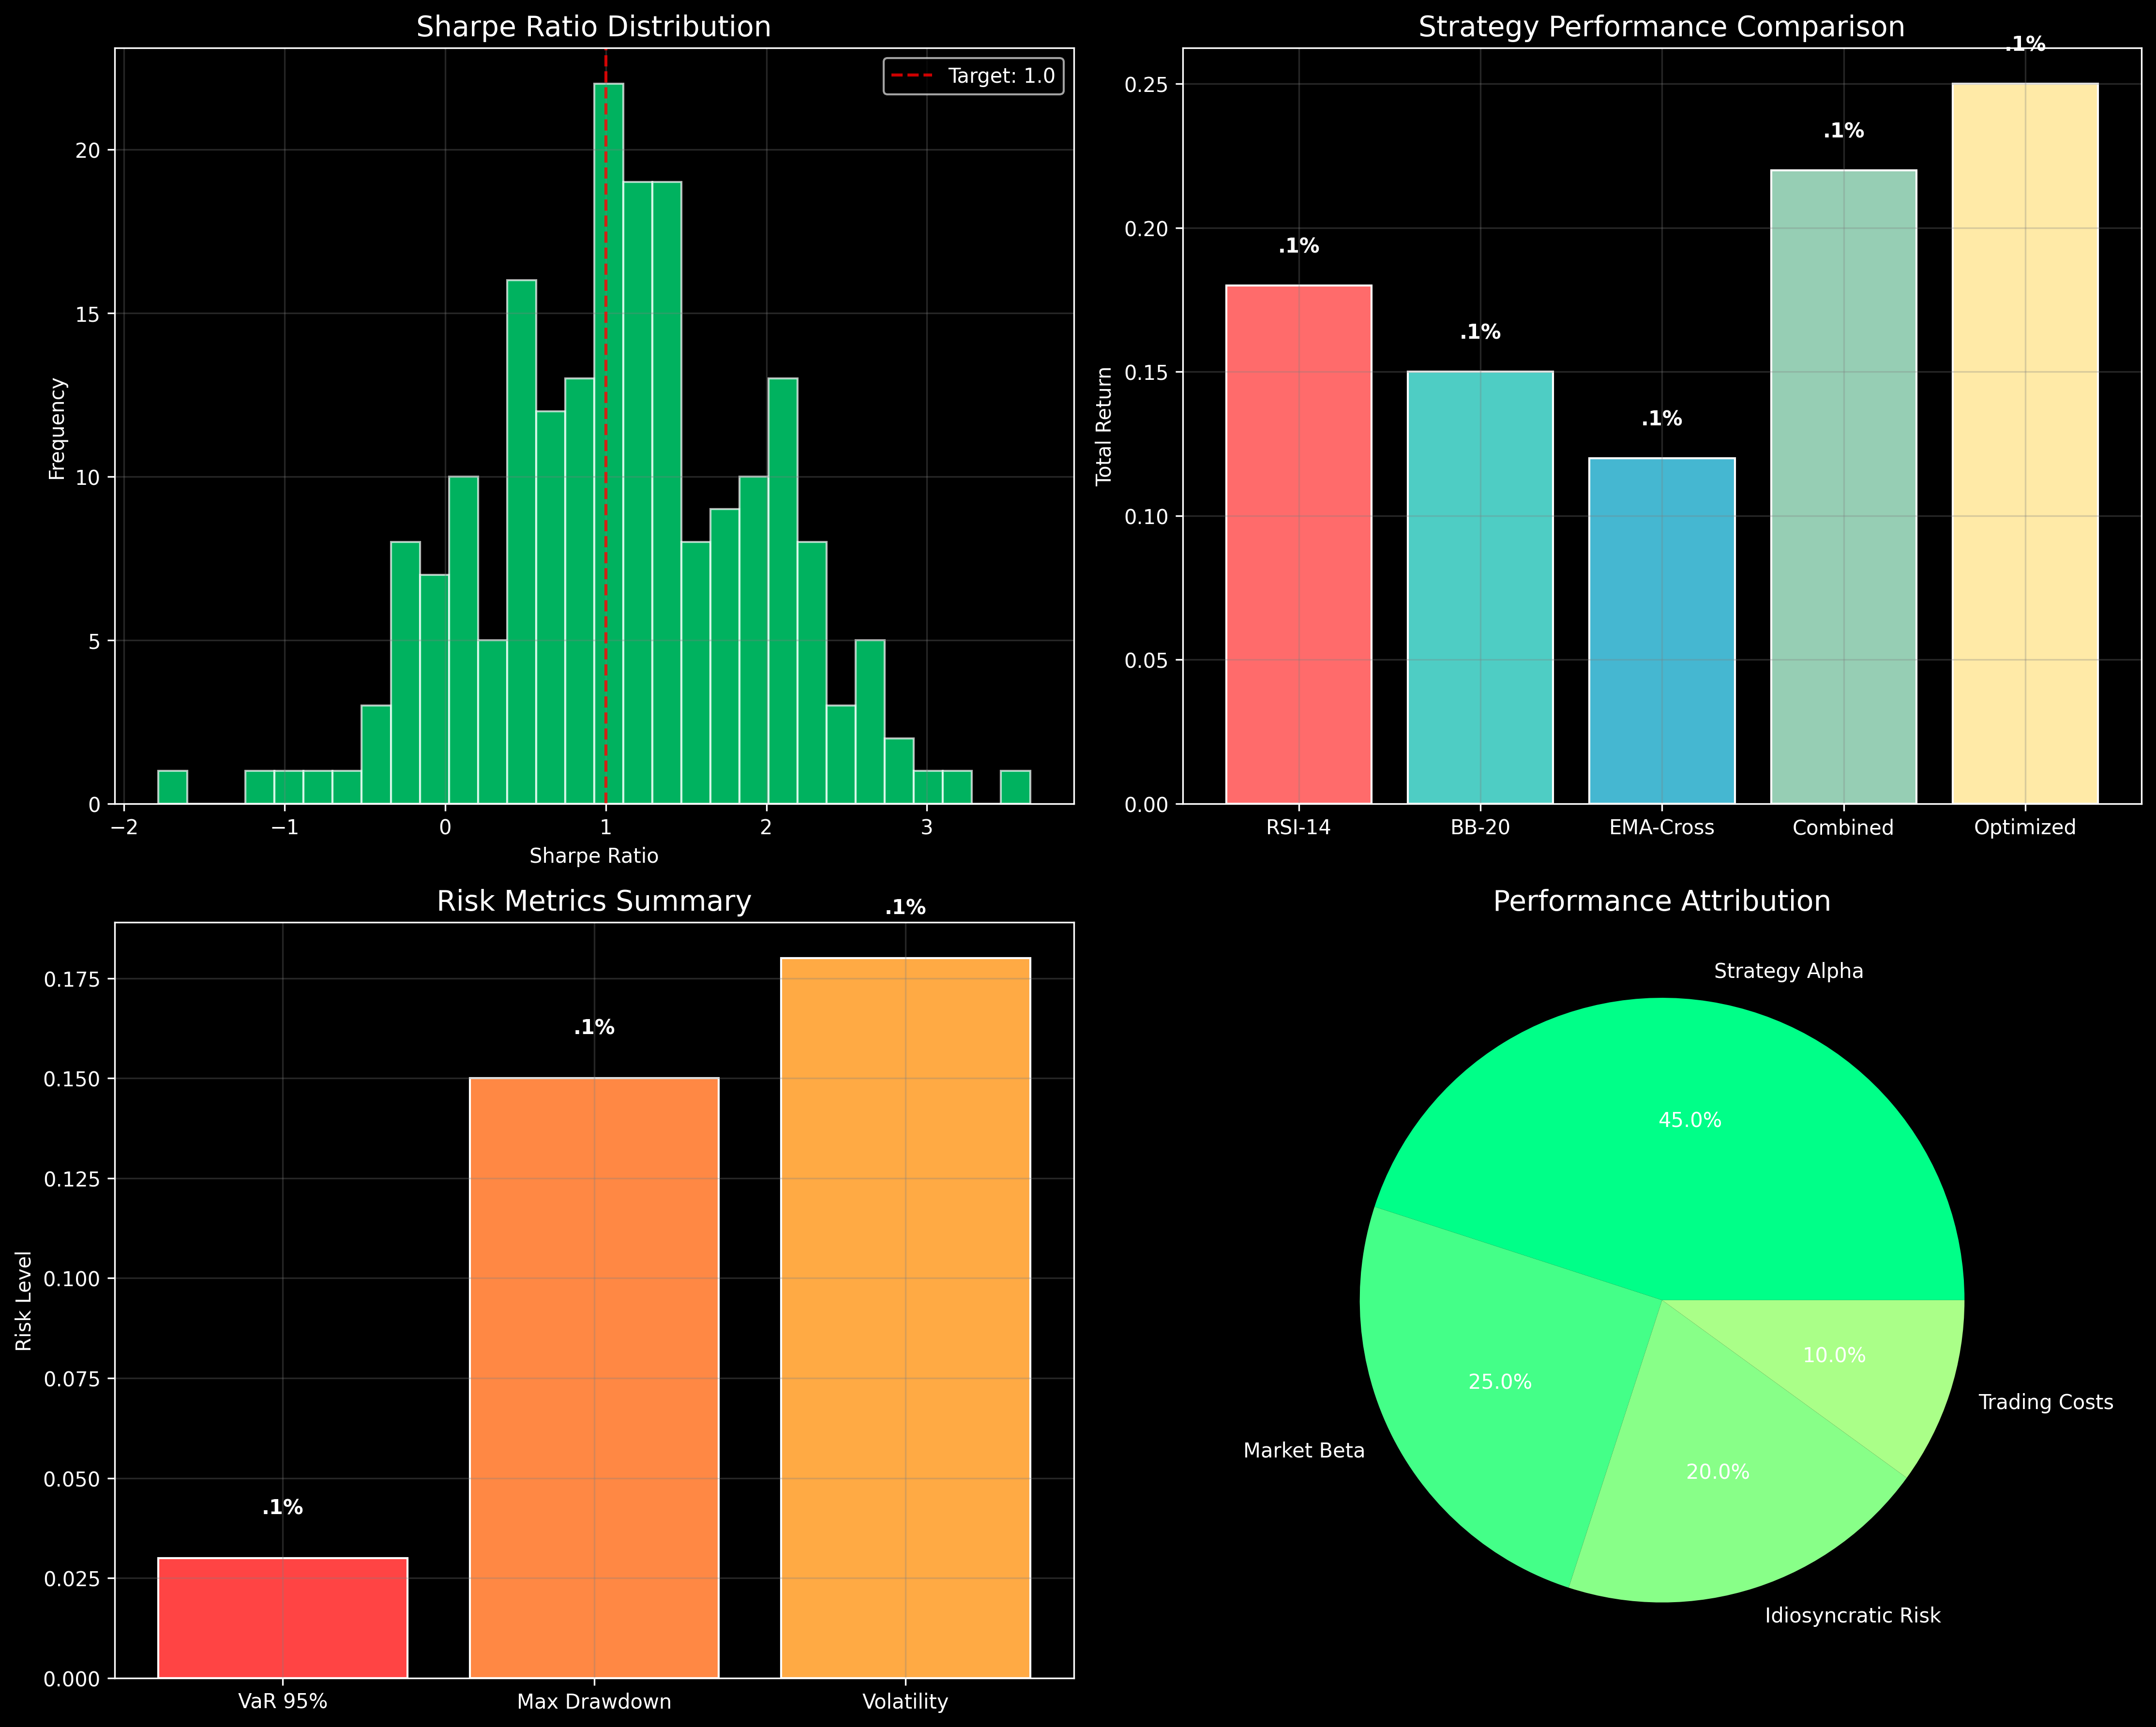 Sharpe Ratio Distribution
Target: 1.0
Frequency
20
15
10
5
0
−2 −1 0 1 2 3
Sharpe Ratio
Strategy Performance Comparison
Total Return
0.25
0.20
0.15
0.10
0.05
0.00
.1% .1% .1% .1% .1%
RSI-14 BB-20 EMA-Cross Combined Optimized
Risk Metrics Summary
Risk Level
0.175
0.150
0.125
0.100
0.075
0.050
0.025
0.000
.1% .1% .1%
VaR 95% Max Drawdown Volatility
Performance Attribution
Strategy Alpha
45.0%
Market Beta
25.0%
Idiosyncratic Risk
20.0%
Trading Costs
10.0%